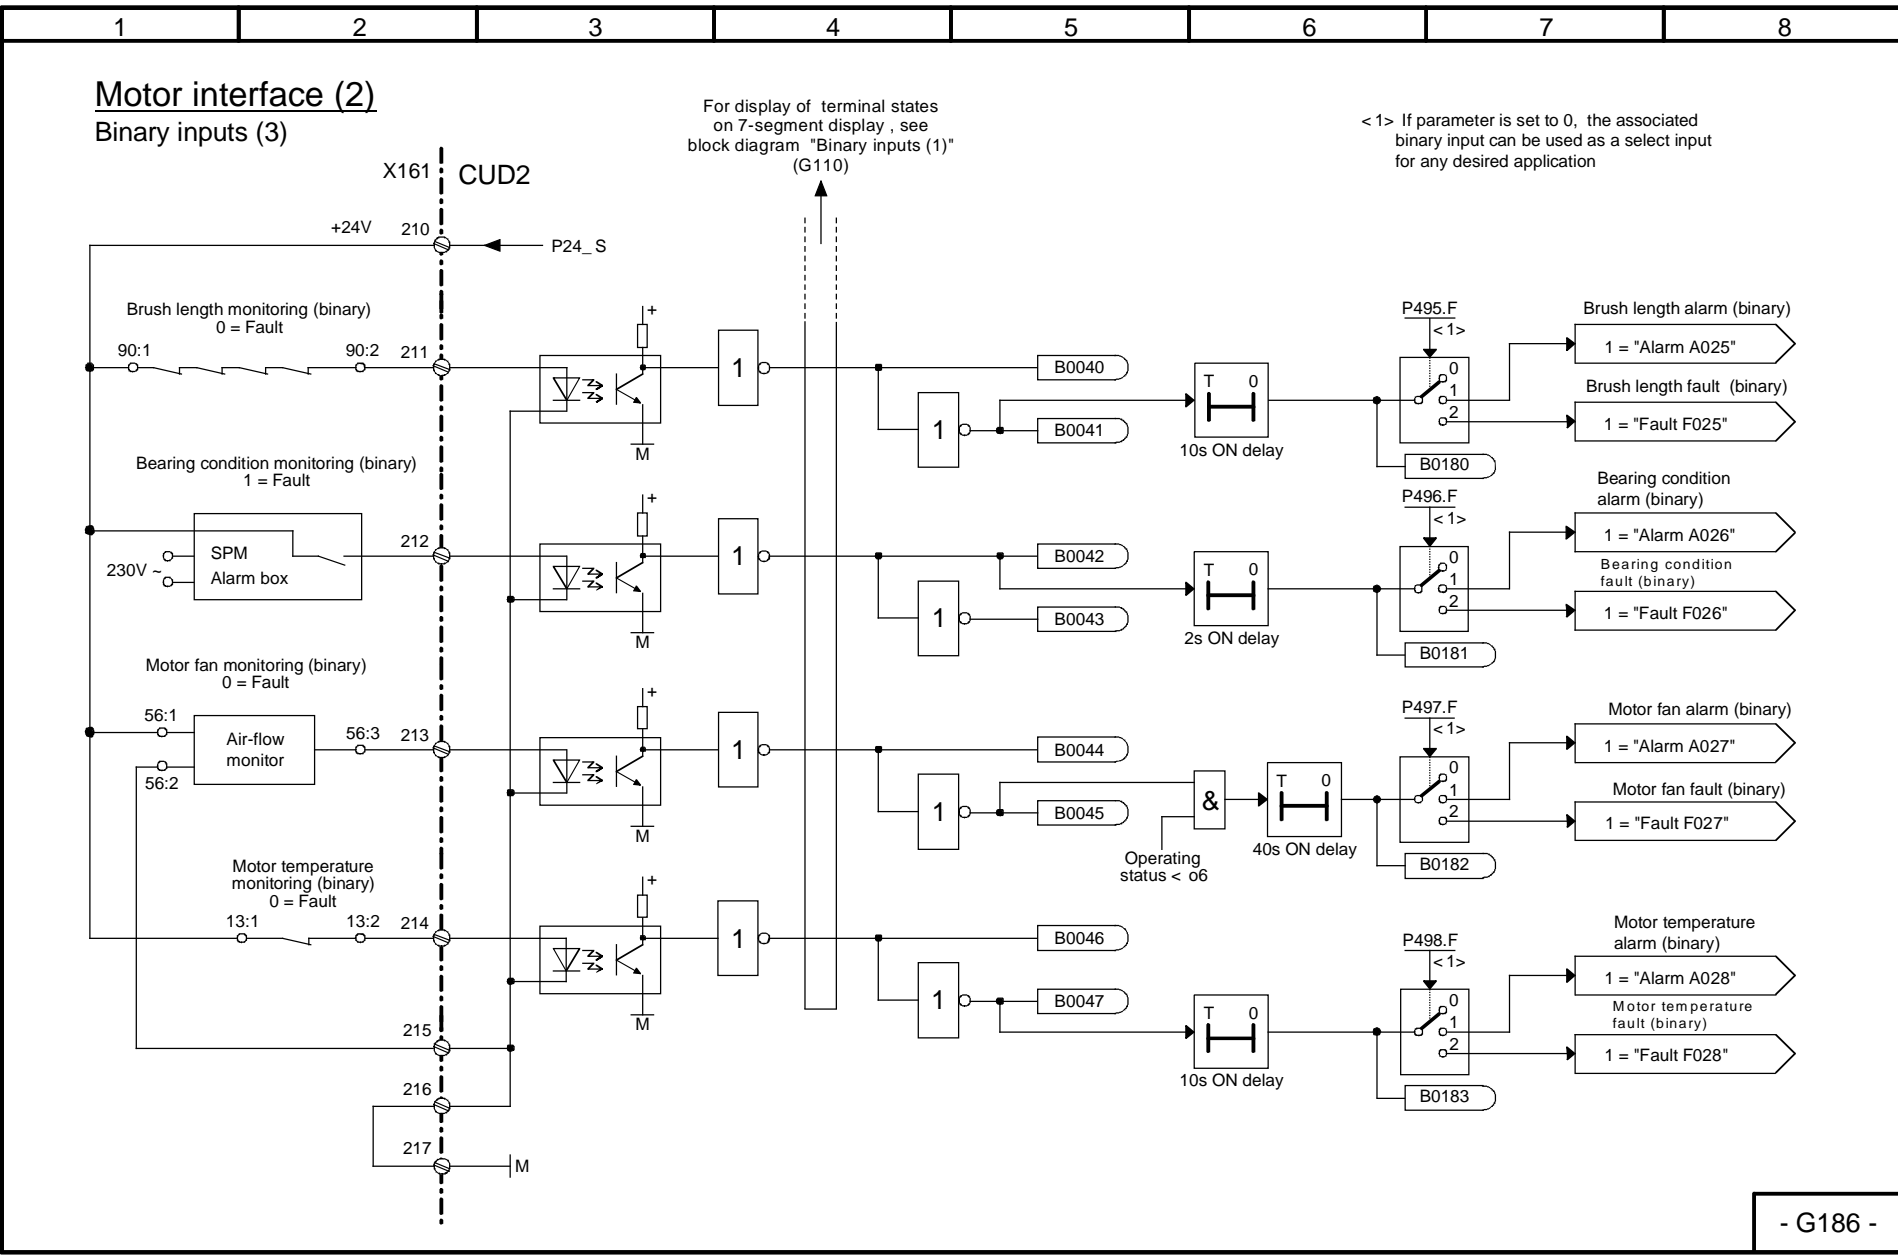 1 2 3 4 5 6 7 8
Motor interface (2)
Binary inputs (3)
For display of terminal states
on 7-segment display , see
block diagram "Binary inputs (1)"
(G110)
<1> If parameter is set to 0, the associated
binary input can be used as a select input
for any desired application
X161 CUD2
+24V 210
P24_S
Brush length monitoring (binary)
0 = Fault
90:1 90:2 211
+
M
1
1
B0040
B0041
T 0
10s ON delay
P495.F
<1>
0
1
2
B0180
Brush length alarm (binary)
1 = "Alarm A025"
Brush length fault (binary)
1 = "Fault F025"
Bearing condition monitoring (binary)
1 = Fault
230V ~
SPM
Alarm box
212
+
M
1
1
B0042
B0043
T 0
2s ON delay
P496.F
<1>
0
1
2
B0181
Bearing condition
alarm (binary)
1 = "Alarm A026"
Bearing condition
fault (binary)
1 = "Fault F026"
Motor fan monitoring (binary)
0 = Fault
56:1
56:2
Air-flow
monitor
56:3 213
+
M
1
1
B0044
B0045
&
Operating
status < o6
T 0
40s ON delay
P497.F
<1>
0
1
2
B0182
Motor fan alarm (binary)
1 = "Alarm A027"
Motor fan fault (binary)
1 = "Fault F027"
Motor temperature
monitoring (binary)
0 = Fault
13:1 13:2 214
+
M
1
1
B0046
B0047
T 0
10s ON delay
P498.F
<1>
0
1
2
B0183
Motor temperature
alarm (binary)
1 = "Alarm A028"
Motor temperature
fault (binary)
1 = "Fault F028"
215
216
217
M
- G186 -